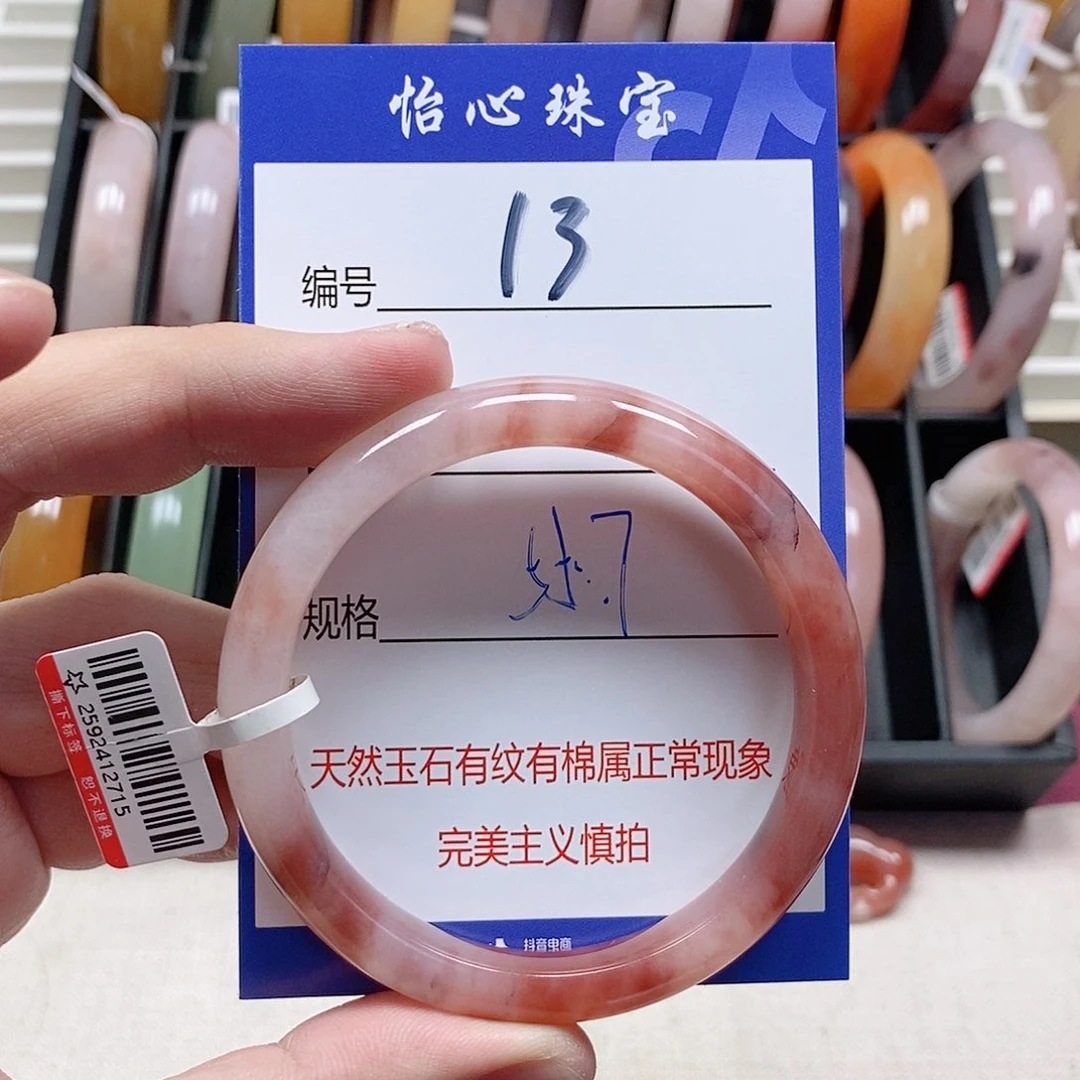 怡心珠宝
编号 13
规格
天然玉石有纹有棉属正常现象
完美主义慎拍
抖音电商
撕下标签 恕不退换
2592412715